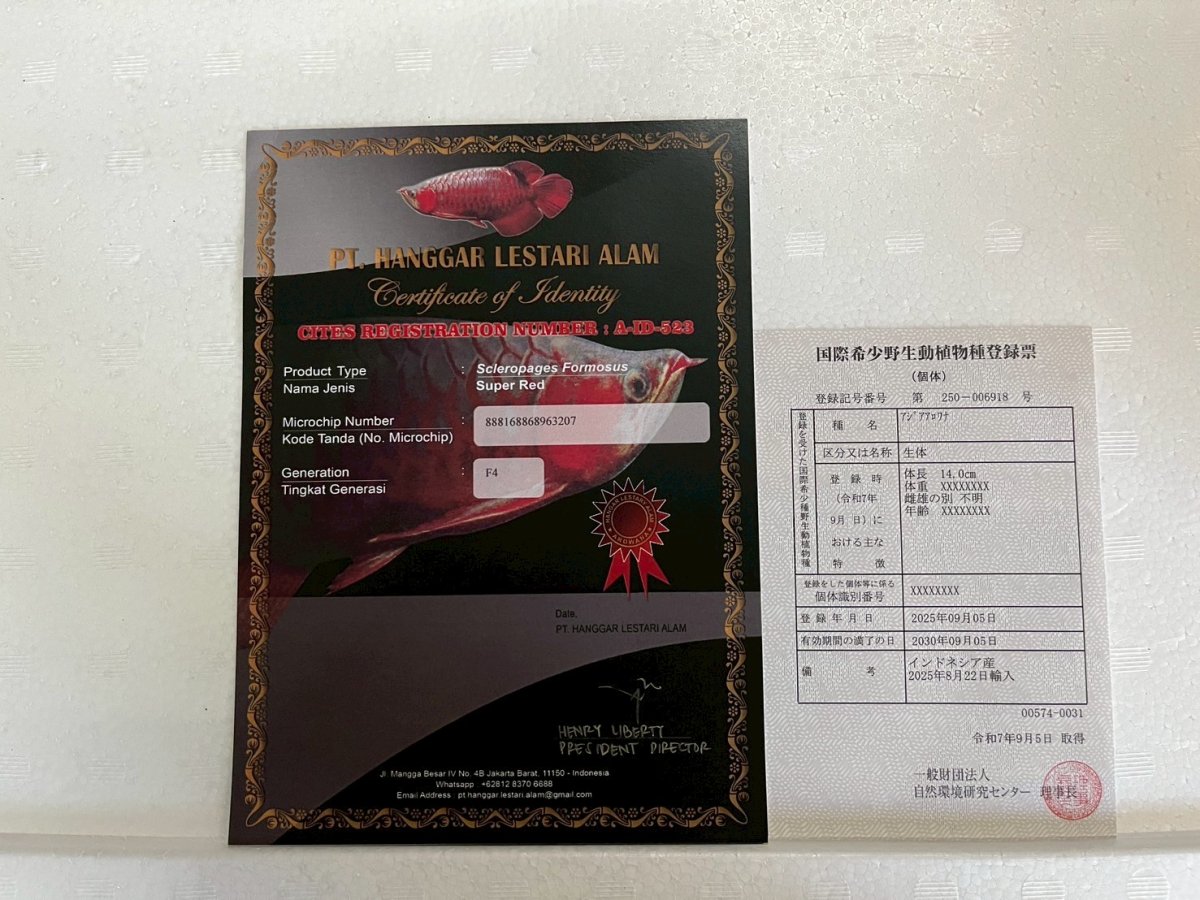 PT. HANGGAR LESTARI ALAM
Certificate of Identity
CITES REGISTRATION NUMBER : A-ID-523
Product Type : Scleropages Formosus
Nama Jenis Super Red
Microchip Number : 888168868963207
Kode Tanda (No. Microchip)
Generation : F4
Tingkat Generasi
HANGGAR LESTARI ALAM
AROWANA
Date,
PT. HANGGAR LESTARI ALAM
HENRY LIBERTI
PRESIDENT DIRECTOR
Jl. Mangga Besar IV No. 4B Jakarta Barat, 11150 - Indonesia
Whatsapp : +62812 8370 6688
Email Address : pt.hanggar.lestari.alam@gmail.com
国際希少野生動植物種登録票
(個体)
登録記号番号 第 250-006918 号
登録を受けた国際希少野生動植物種
種 名 アジアアロワナ
区分又は名称 生体
登 録 時
(令和7年
9月 日)に
おける主な
特 徴
体長 14.0cm
体重 XXXXXXXX
雌雄の別 不明
年齢 XXXXXXXX
登録をした個体等に係る
個体識別番号 XXXXXXXX
登録年月日 2025年09月05日
有効期間の満了の日 2030年09月05日
備 考 インドネシア産
2025年8月22日輸入
00574-0031
令和7年9月5日 取得
一般財団法人
自然環境研究センター 理事長